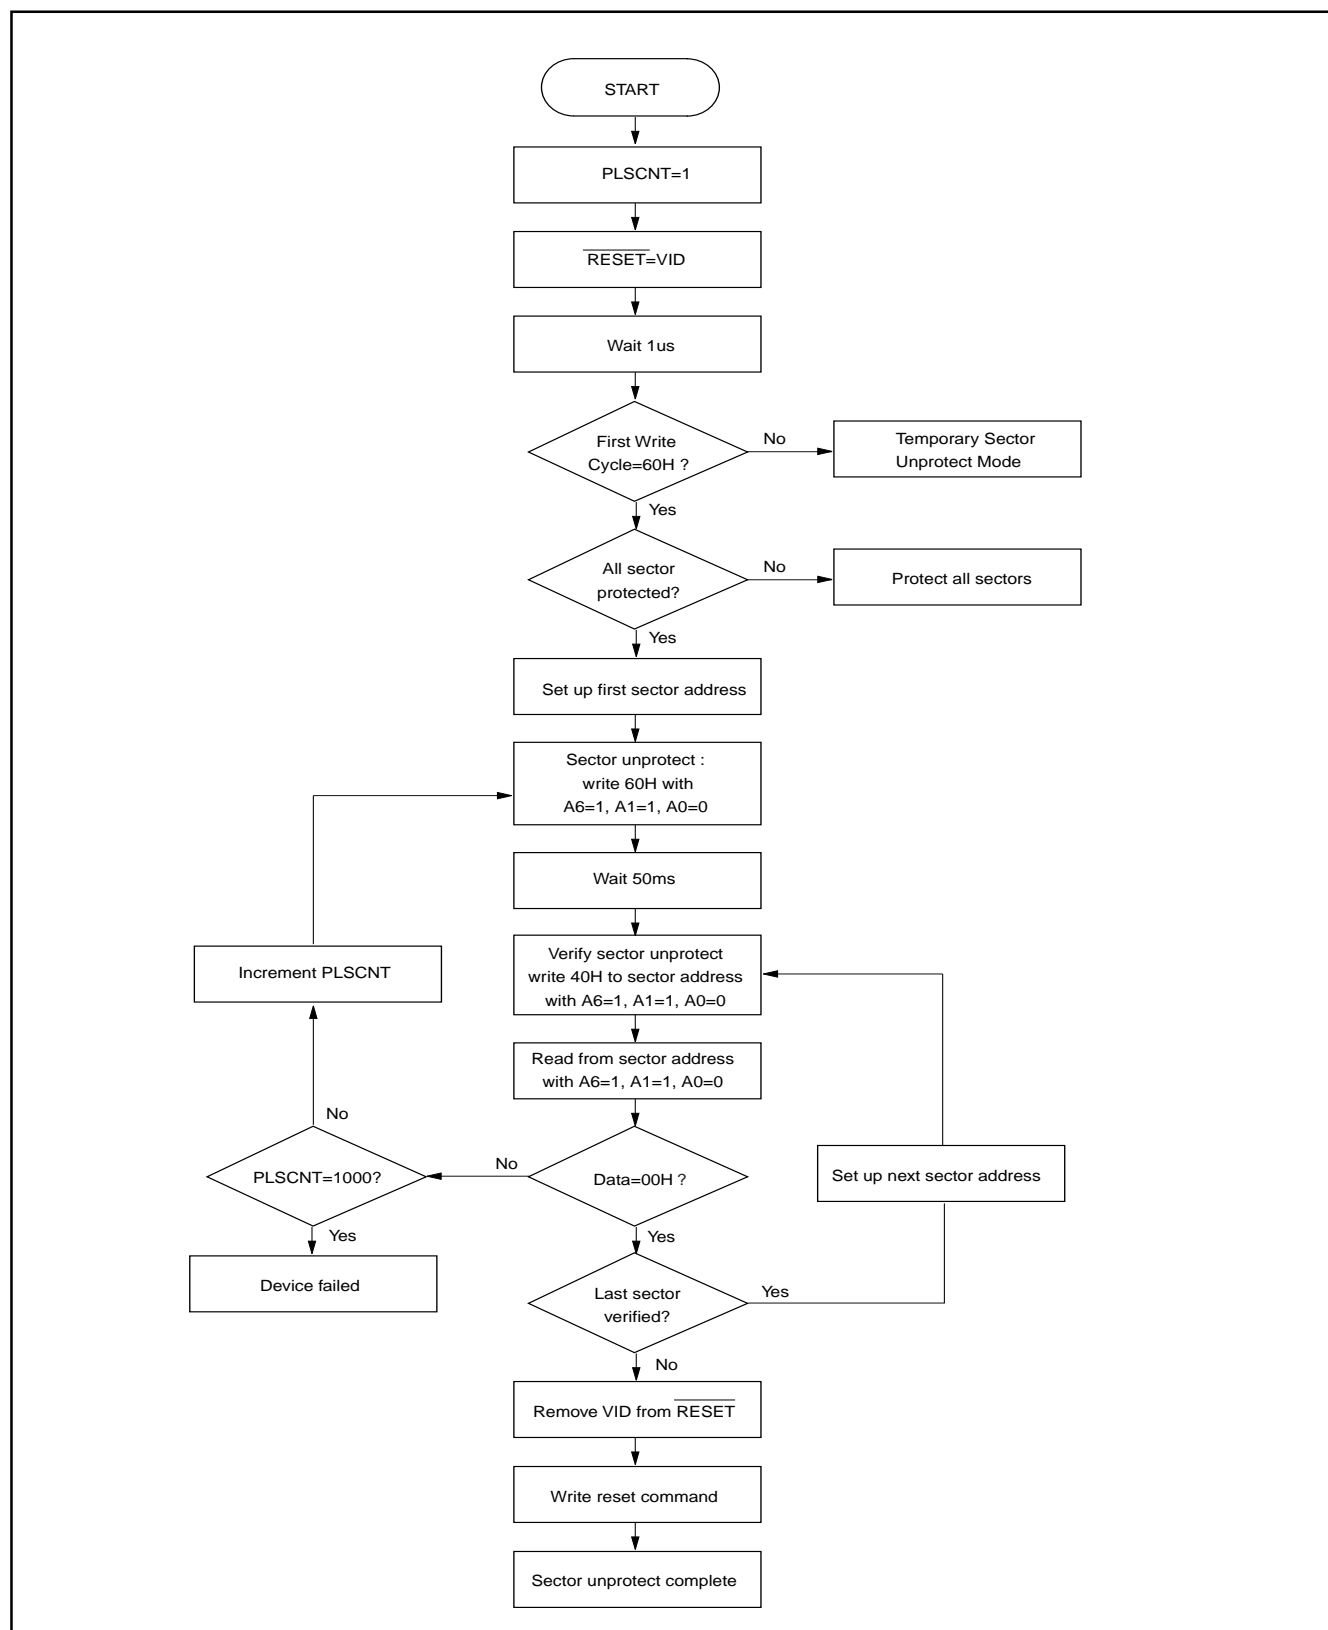 START
PLSCNT=1
RESET=VID
Wait 1us
First Write
Cycle=60H ?
No
Temporary Sector
Unprotect Mode
Yes
All sector
protected?
No
Protect all sectors
Yes
Set up first sector address
Sector unprotect :
write 60H with
A6=1, A1=1, A0=0
Wait 50ms
Increment PLSCNT
Verify sector unprotect
write 40H to sector address
with A6=1, A1=1, A0=0
Read from sector address
with A6=1, A1=1, A0=0
No
PLSCNT=1000?
No
Data=00H ?
Set up next sector address
Yes
Yes
Device failed
Last sector
verified?
Yes
No
Remove VID from RESET
Write reset command
Sector unprotect complete